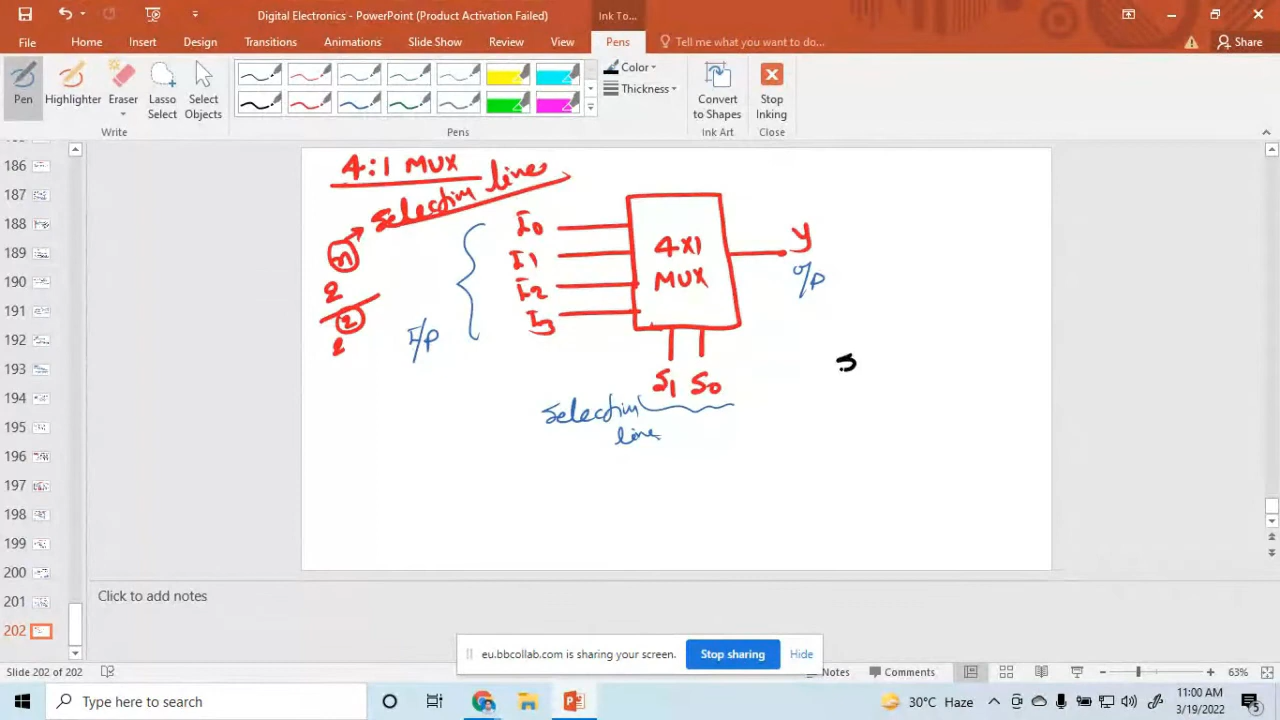 Digital Electronics - PowerPoint (Product Activation Failed)
Ink To...
File
Home
Insert
Design
Transitions
Animations
Slide Show
Review
View
Pens
Tell me what you want to do...
Share
Pen
Highlighter
Eraser
Lasso
Select
Select
Objects
Color
Thickness
Convert
to Shapes
Stop
Inking
Write
Pens
Ink Art
Close
186
187
188
189
190
191
192
193
194
195
196
197
198
199
200
201
202
4:1 MUX
selection lines
n
2
2
2
I/P
I0
I1
I2
I3
4x1
MUX
Y
O/P
S1 S0
selection
line
Click to add notes
eu.bbcollab.com is sharing your screen.
Stop sharing
Hide
Slide 202 of 202
Notes
Comments
63%
Type here to search
30°C Haze
11:00 AM
3/19/2022
5